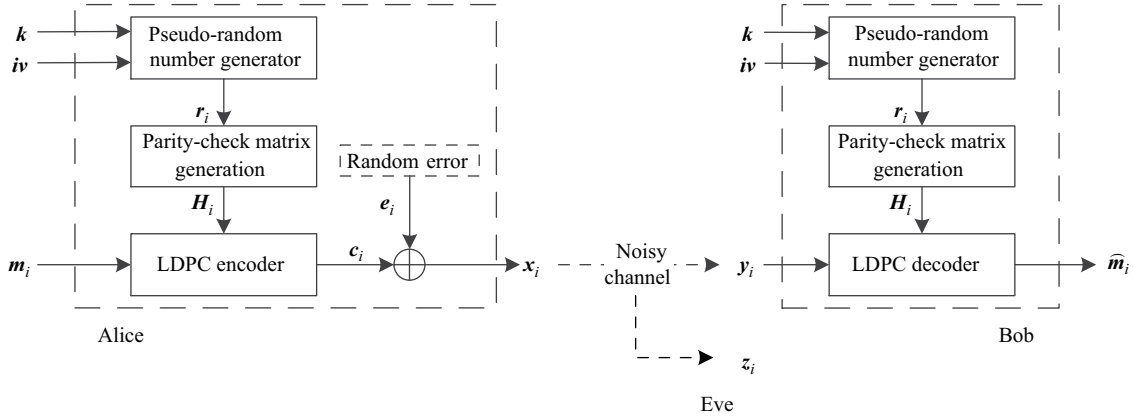 k
iv
Pseudo-random
number generator
r_i
Parity-check matrix
generation
H_i
Random error
e_i
m_i
LDPC encoder
c_i
x_i
Alice
Noisy
channel
z_i
Eve
k
iv
Pseudo-random
number generator
r_i
Parity-check matrix
generation
H_i
y_i
LDPC decoder
m̂_i
Bob